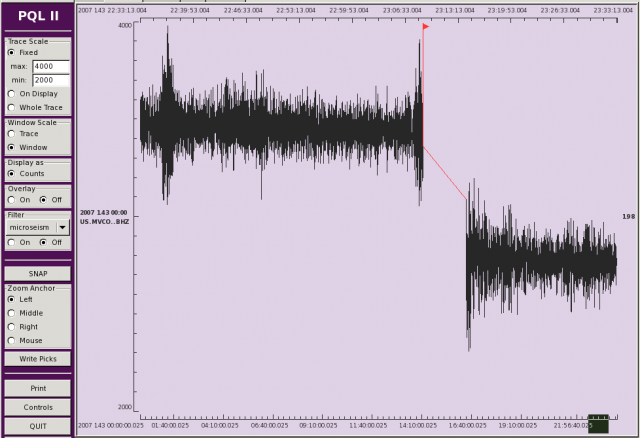 PQL II
Trace Scale
Fixed
max: 4000
min: 2000
On Display
Whole Trace
Window Scale
Trace
Window
Display as
Counts
Overlay
On Off
Filter
microseism
On Off
SNAP
Zoom Anchor
Left
Middle
Right
Mouse
Write Picks
Print
Controls
QUIT
2007 143 22:33:13.004 22:39:53.004 22:46:33.004 22:53:13.004 22:59:53.004 23:06:33.004 23:13:13.004 23:19:53.004 23:26:33.004 23:33:13.004
4000
2007 143 00:00
US.MVCO..BHZ
198
2000
2007 143 00:00:00.025 01:40:00.025 04:10:00.025 06:40:00.025 09:10:00.025 11:40:00.025 14:10:00.025 16:40:00.025 19:10:00.025 21:56:40.025